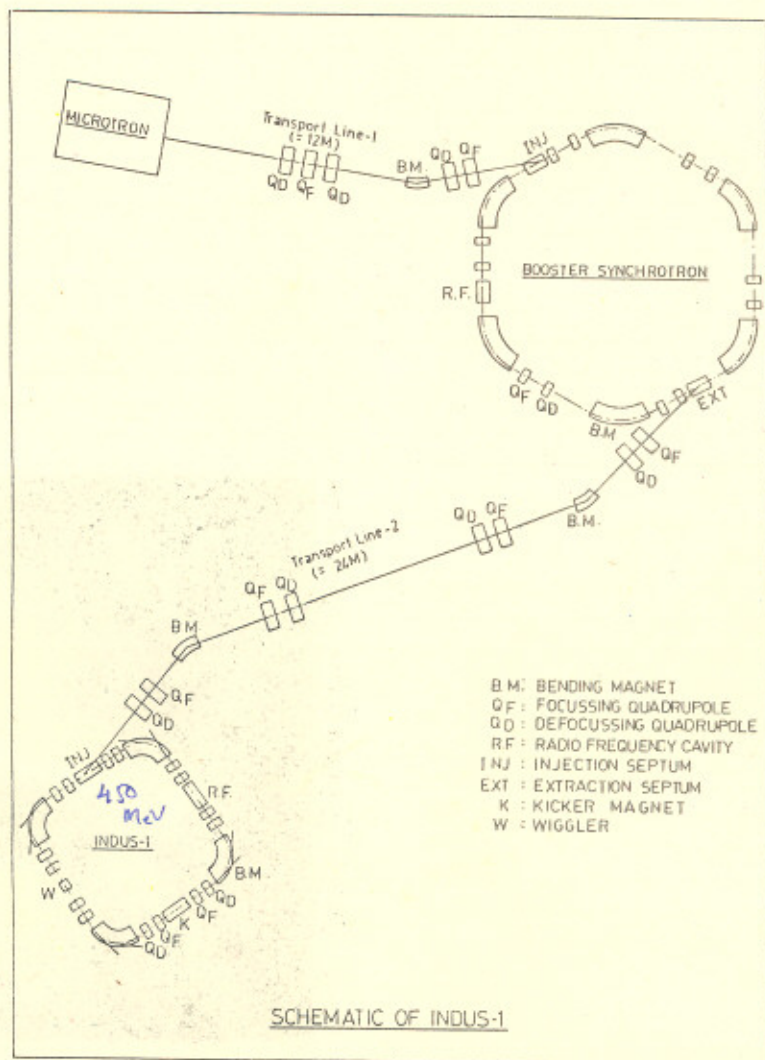 MICROTRON
Transport Line-1
(= 12M)
QD
QF
QD
B.M.
QD
QF
INJ
BOOSTER SYNCHROTRON
R.F.
QF
QD
B.M
EXT
QF
QD
B.M.
QD
QF
Transport Line-2
(= 24M)
QF
QD
B.M
QF
QD
INJ
450
MeV
INDUS-1
R.F.
B.M.
QD
QF
K
QF
QD
W
B.M: BENDING MAGNET
QF : FOCUSSING QUADRUPOLE
QD : DEFOCUSSING QUADRUPOLE
RF : RADIO FREQUENCY CAVITY
INJ : INJECTION SEPTUM
EXT : EXTRACTION SEPTUM
K : KICKER MAGNET
W : WIGGLER
SCHEMATIC OF INDUS-1